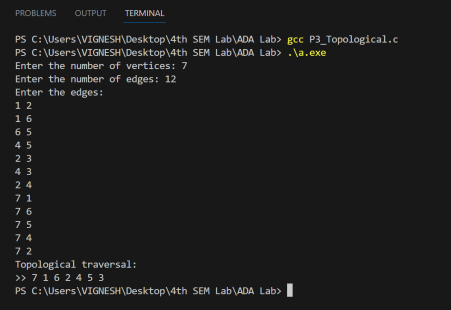 PROBLEMS OUTPUT TERMINAL
PS C:\Users\VIGNESH\Desktop\4th SEM Lab\ADA Lab> gcc P3_Topological.c
PS C:\Users\VIGNESH\Desktop\4th SEM Lab\ADA Lab> .\a.exe
Enter the number of vertices: 7
Enter the number of edges: 12
Enter the edges:
1 2
1 6
6 5
4 5
2 3
4 3
2 4
7 1
7 6
7 5
7 4
7 2
Topological traversal:
>> 7 1 6 2 4 5 3
PS C:\Users\VIGNESH\Desktop\4th SEM Lab\ADA Lab>